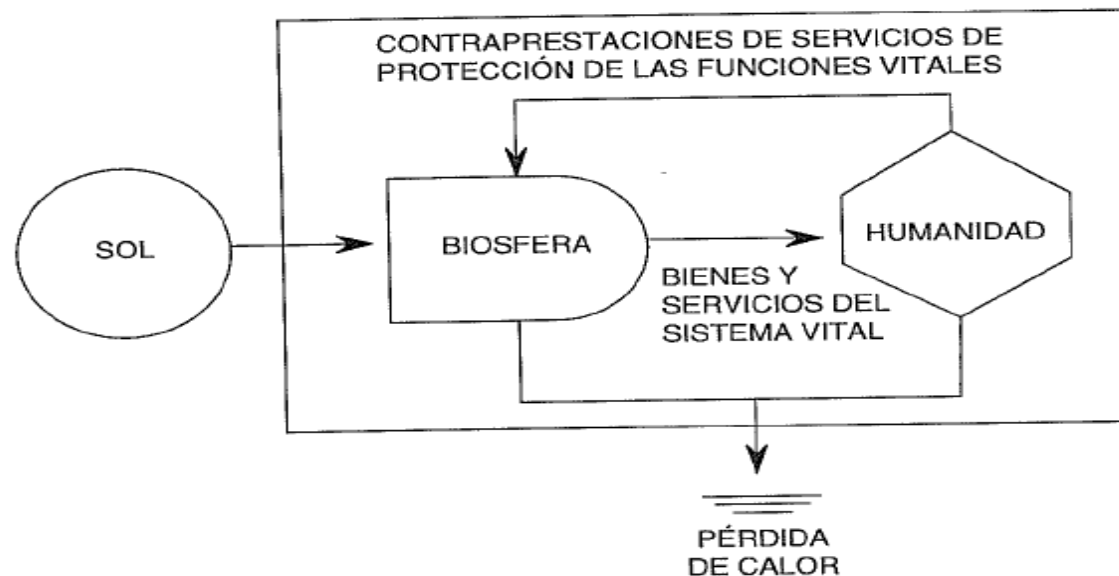 CONTRAPRESTACIONES DE SERVICIOS DE
PROTECCIÓN DE LAS FUNCIONES VITALES
SOL
BIOSFERA
HUMANIDAD
BIENES Y
SERVICIOS DEL
SISTEMA VITAL
PÉRDIDA
DE CALOR